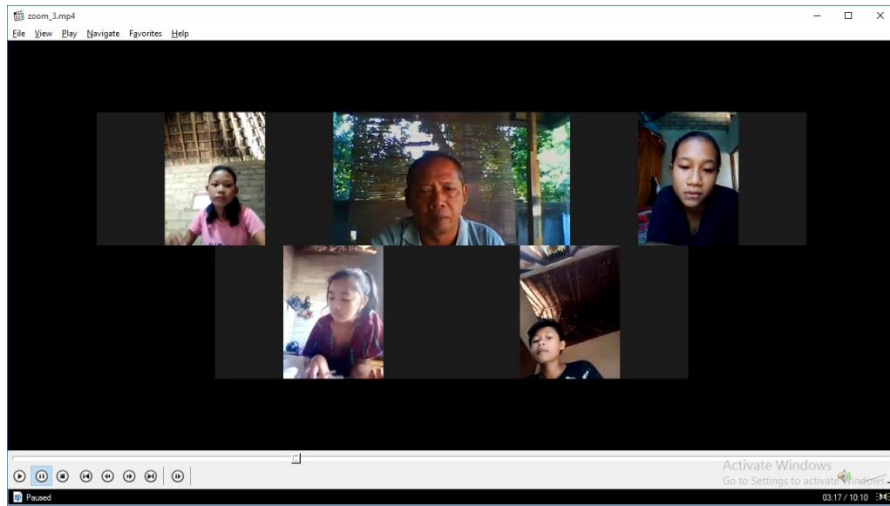 zoom_3.mp4
File View Play Navigate Favorites Help
Activate Windows
Go to Settings to activate Windows.
Paused
03:17 / 10:10